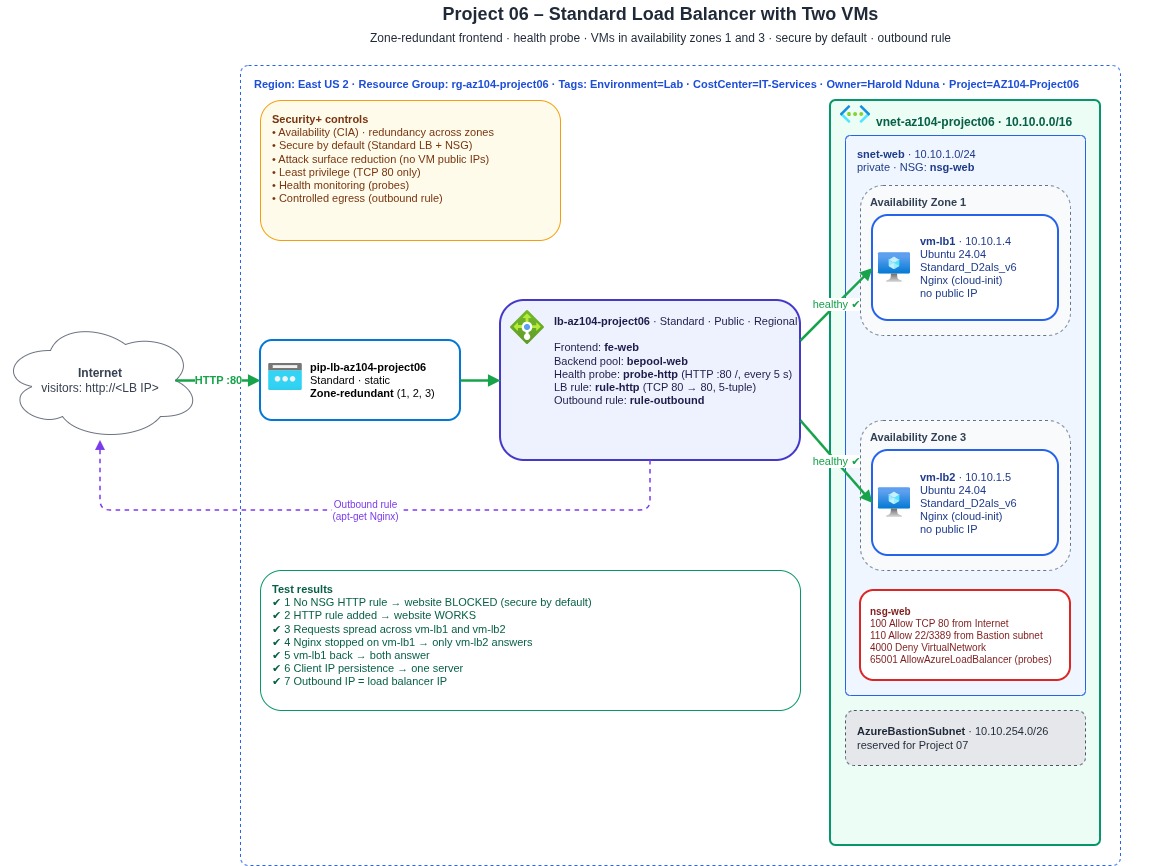 Project 06 – Standard Load Balancer with Two VMs
Zone-redundant frontend · health probe · VMs in availability zones 1 and 3 · secure by default · outbound rule
Region: East US 2 · Resource Group: rg-az104-project06 · Tags: Environment=Lab · CostCenter=IT-Services · Owner=Harold Nduna · Project=AZ104-Project06
Security+ controls
• Availability (CIA) · redundancy across zones
• Secure by default (Standard LB + NSG)
• Attack surface reduction (no VM public IPs)
• Least privilege (TCP 80 only)
• Health monitoring (probes)
• Controlled egress (outbound rule)
Internet
visitors: http://<LB IP>
HTTP :80
pip-lb-az104-project06
Standard · static
Zone-redundant (1, 2, 3)
lb-az104-project06 · Standard · Public · Regional
Frontend: fe-web
Backend pool: bepool-web
Health probe: probe-http (HTTP :80 /, every 5 s)
LB rule: rule-http (TCP 80 → 80, 5-tuple)
Outbound rule: rule-outbound
healthy ✔
healthy ✔
Outbound rule
(apt-get Nginx)
vnet-az104-project06 · 10.10.0.0/16
snet-web · 10.10.1.0/24
private · NSG: nsg-web
Availability Zone 1
vm-lb1 · 10.10.1.4
Ubuntu 24.04
Standard_D2als_v6
Nginx (cloud-init)
no public IP
Availability Zone 3
vm-lb2 · 10.10.1.5
Ubuntu 24.04
Standard_D2als_v6
Nginx (cloud-init)
no public IP
nsg-web
100 Allow TCP 80 from Internet
110 Allow 22/3389 from Bastion subnet
4000 Deny VirtualNetwork
65001 AllowAzureLoadBalancer (probes)
AzureBastionSubnet · 10.10.254.0/26
reserved for Project 07
Test results
✔ 1 No NSG HTTP rule → website BLOCKED (secure by default)
✔ 2 HTTP rule added → website WORKS
✔ 3 Requests spread across vm-lb1 and vm-lb2
✔ 4 Nginx stopped on vm-lb1 → only vm-lb2 answers
✔ 5 vm-lb1 back → both answer
✔ 6 Client IP persistence → one server
✔ 7 Outbound IP = load balancer IP